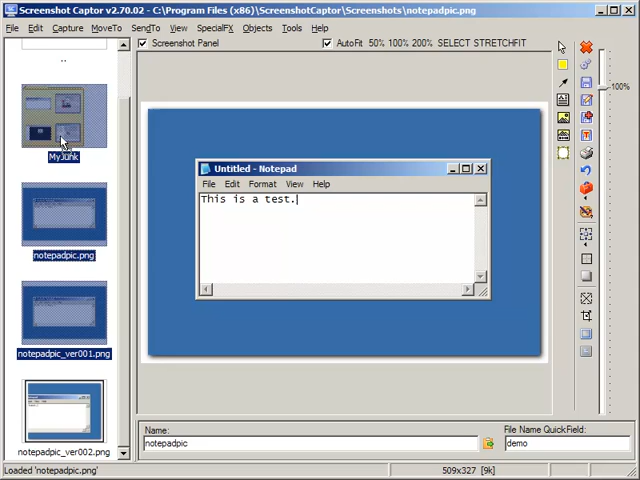 Screenshot Captor v2.70.02 - C:\Program Files (x86)\ScreenshotCaptor\Screenshots\notepadpic.png
File Edit Capture MoveTo SendTo View SpecialFX Objects Tools Help
Screenshot Panel
AutoFit 50% 100% 200% SELECT STRETCHFIT
..
MyJunk
notepadpic.png
notepadpic_ver001.png
notepadpic_ver002.png
Untitled - Notepad
File Edit Format View Help
This is a test.
100%
Name:
notepadpic
File Name QuickField:
demo
Loaded 'notepadpic.png'
509x327 [9k]